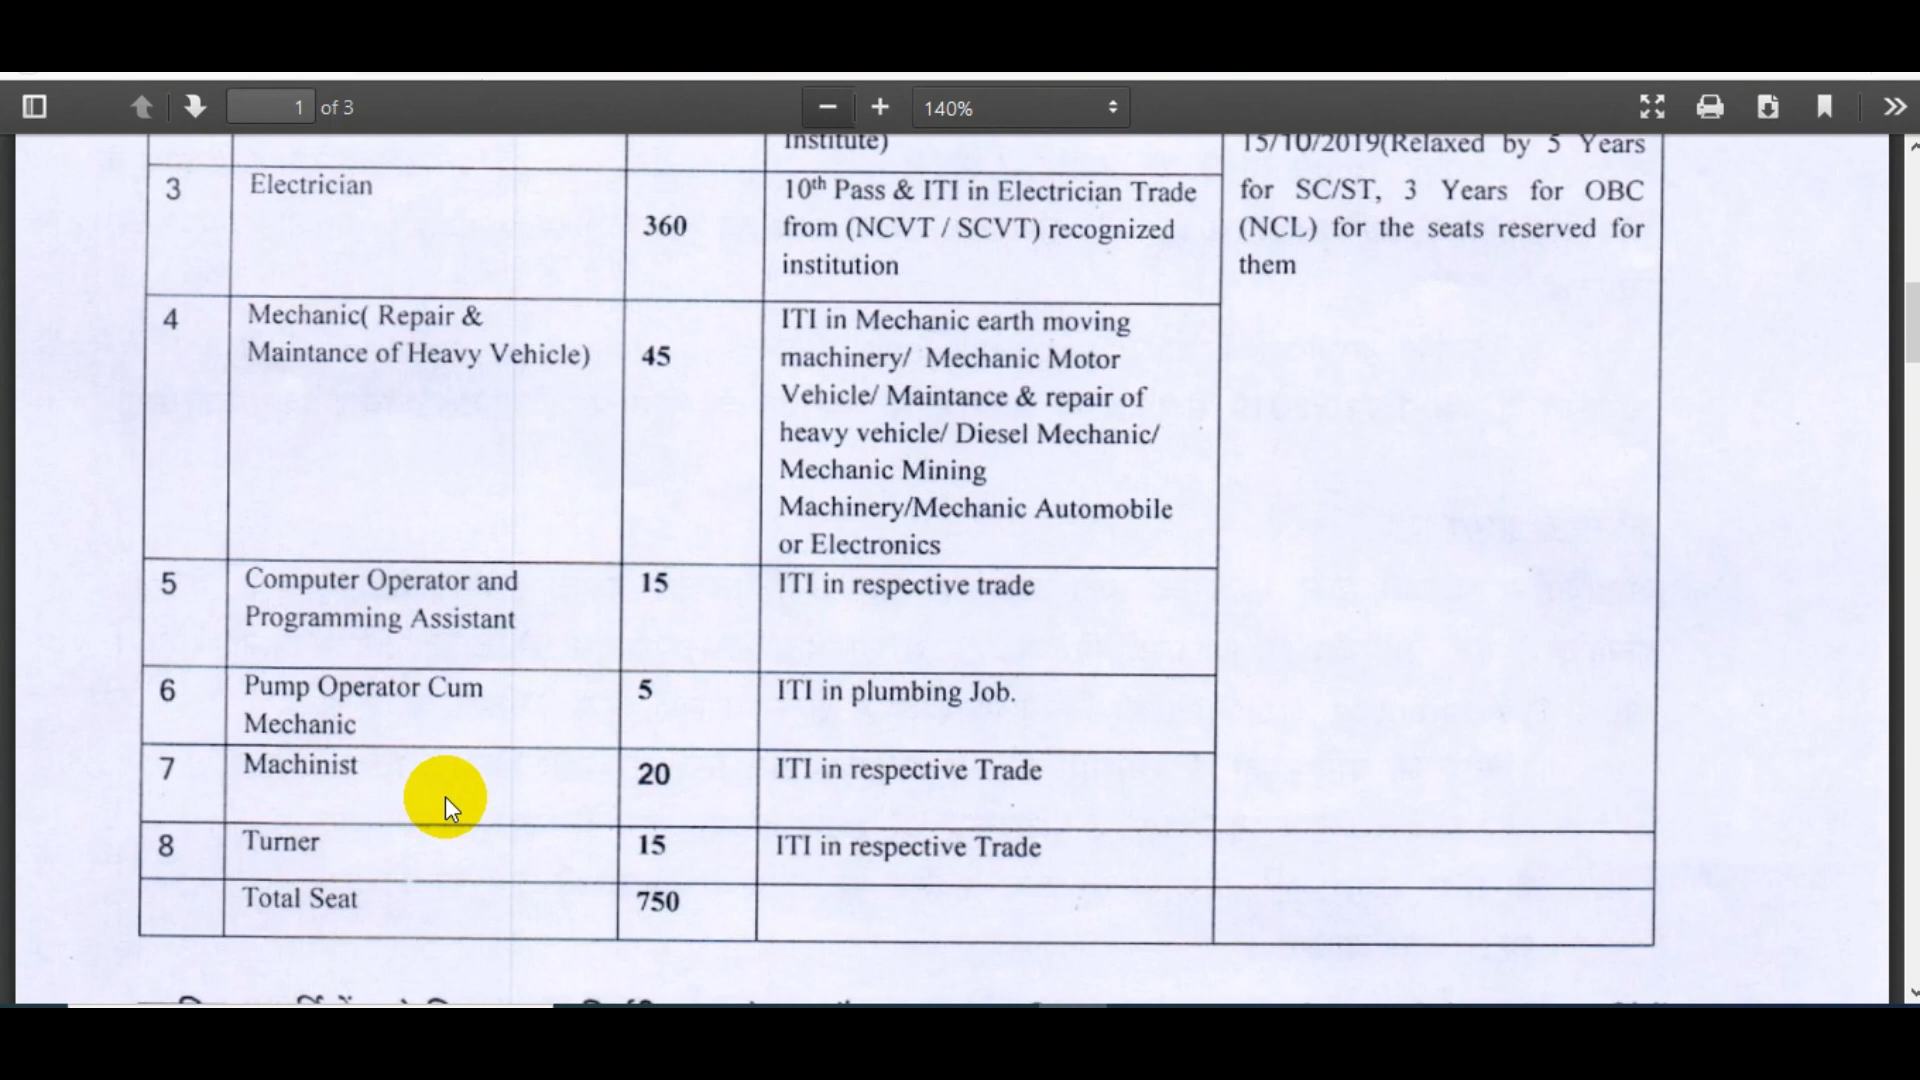 1 of 3
140%
Institute)
15/10/2019(Relaxed by 5 Years
for SC/ST, 3 Years for OBC
(NCL) for the seats reserved for
them
3
Electrician
360
10th Pass & ITI in Electrician Trade
from (NCVT / SCVT) recognized
institution
4
Mechanic( Repair &
Maintance of Heavy Vehicle)
45
ITI in Mechanic earth moving
machinery/ Mechanic Motor
Vehicle/ Maintance & repair of
heavy vehicle/ Diesel Mechanic/
Mechanic Mining
Machinery/Mechanic Automobile
or Electronics
5
Computer Operator and
Programming Assistant
15
ITI in respective trade
6
Pump Operator Cum
Mechanic
5
ITI in plumbing Job.
7
Machinist
20
ITI in respective Trade
8
Turner
15
ITI in respective Trade
Total Seat
750